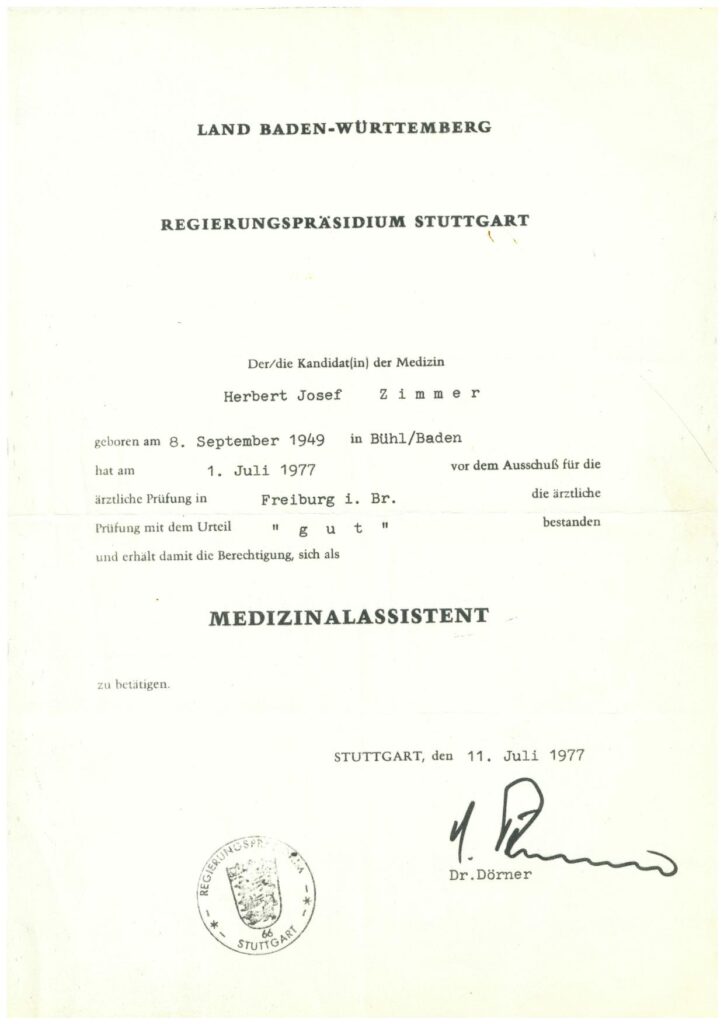 LAND BADEN-WÜRTTEMBERG
REGIERUNGSPRÄSIDIUM STUTTGART
Der/die Kandidat(in) der Medizin
Herbert Josef Z i m m e r
geboren am 8. September 1949 in Bühl/Baden
hat am 1. Juli 1977 vor dem Ausschuß für die
ärztliche Prüfung in Freiburg i. Br. die ärztliche
Prüfung mit dem Urteil " g u t " bestanden
und erhält damit die Berechtigung, sich als
MEDIZINALASSISTENT
zu betätigen.
STUTTGART, den 11. Juli 1977
Dr.Dörner
66
STUTTGART